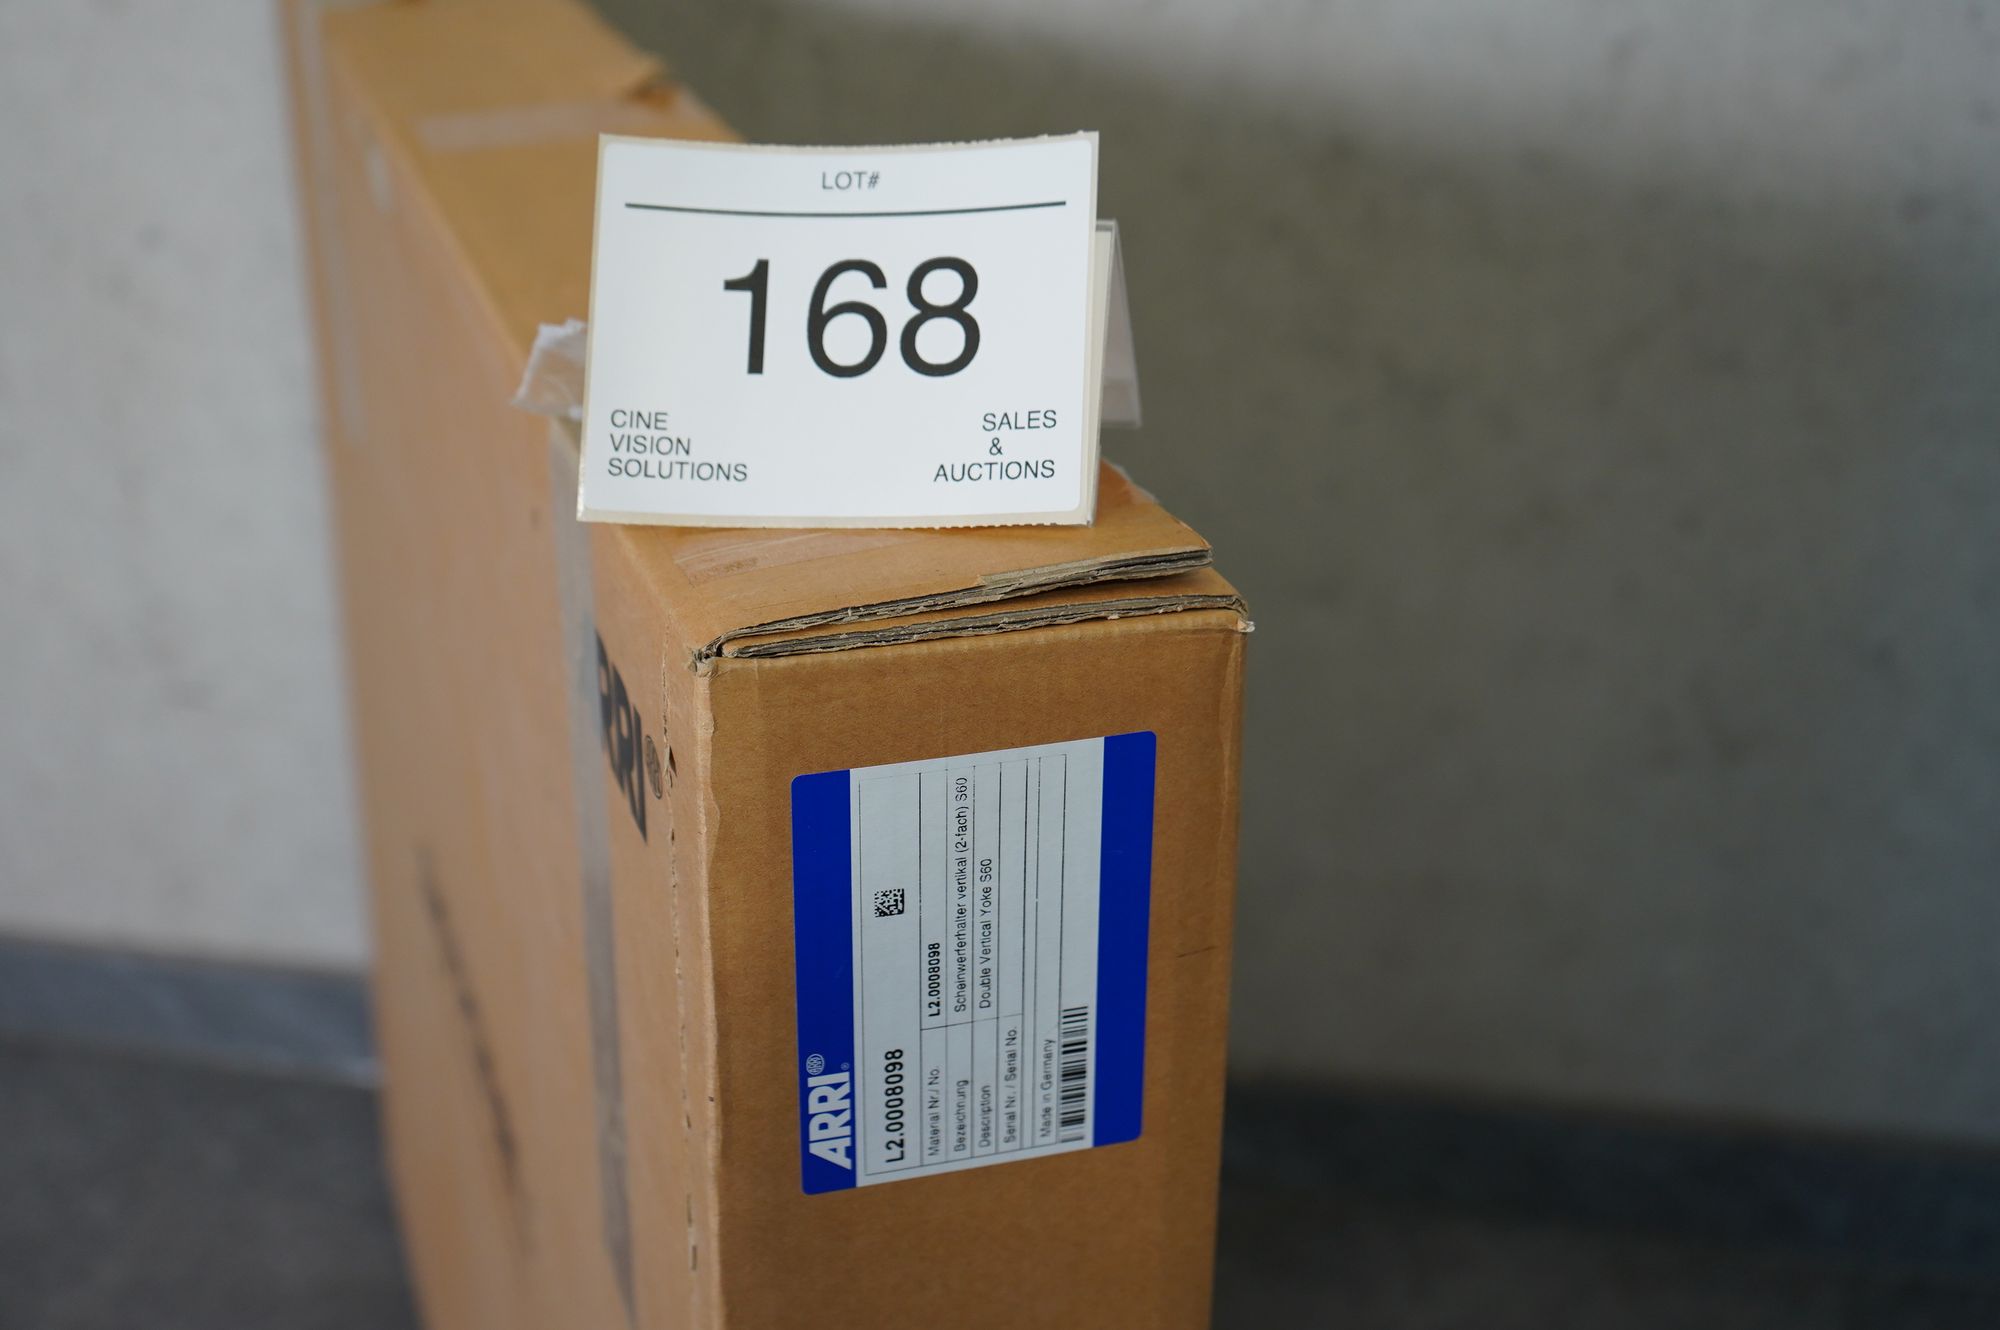 LOT#
168
CINE
VISION
SOLUTIONS
SALES
&
AUCTIONS
ARRI®
ARRI®
L2.0008098
Material Nr./ No. L2.0008098
Bezeichnung Scheinwerferhalter vertikal (2-fach) S60
Description Double Vertical Yoke S60
Serial Nr. / Serial No.
Made in Germany